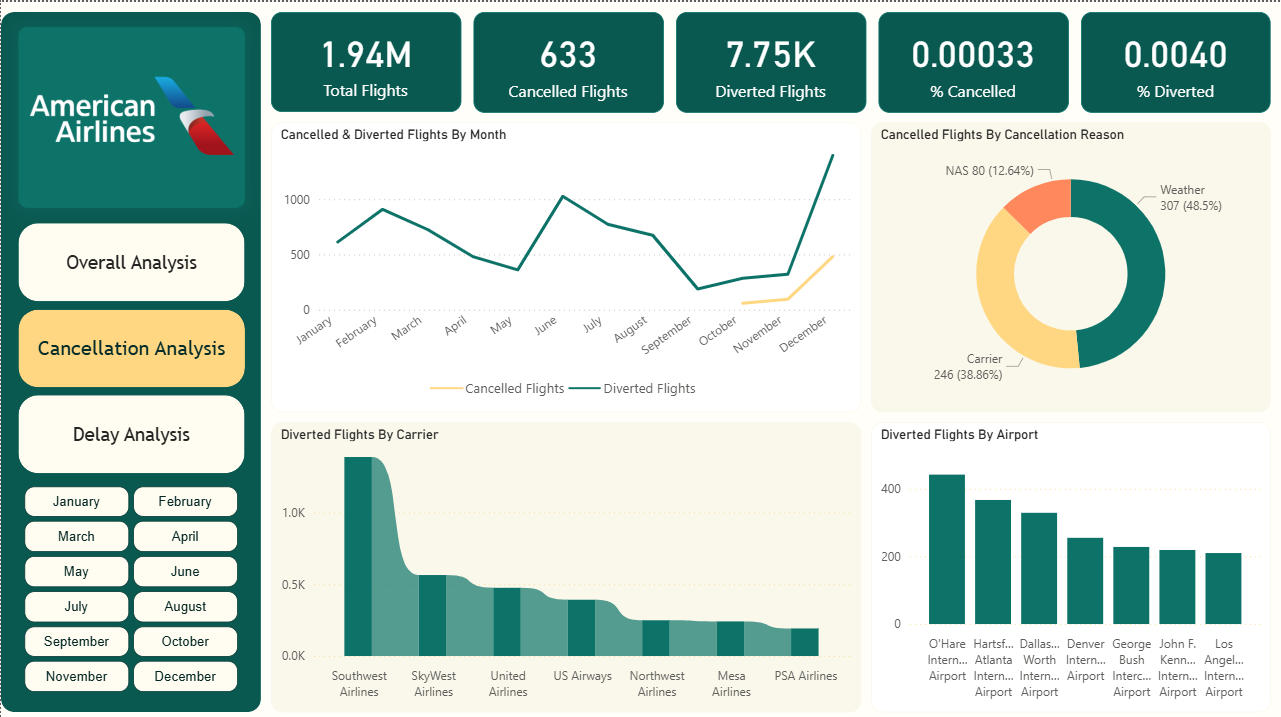 American
Airlines
Overall Analysis
Cancellation Analysis
Delay Analysis
January
February
March
April
May
June
July
August
September
October
November
December
1.94M
Total Flights
633
Cancelled Flights
7.75K
Diverted Flights
0.00033
% Cancelled
0.0040
% Diverted
Cancelled & Diverted Flights By Month
1000
500
0
January
February
March
April
May
June
July
August
September
October
November
December
Cancelled Flights
Diverted Flights
Cancelled Flights By Cancellation Reason
NAS 80 (12.64%)
Weather
307 (48.5%)
Carrier
246 (38.86%)
Diverted Flights By Carrier
1.0K
0.5K
0.0K
Southwest
Airlines
SkyWest
Airlines
United
Airlines
US Airways
Northwest
Airlines
Mesa
Airlines
PSA Airlines
Diverted Flights By Airport
400
200
0
O'Hare
Intern...
Airport
Hartsf...
Atlanta
Intern...
Airport
Dallas...
Worth
Intern...
Airport
Denver
Intern...
Airport
George
Bush
Interc...
Airport
John F.
Kenn...
Intern...
Airport
Los
Angel...
Intern...
Airport